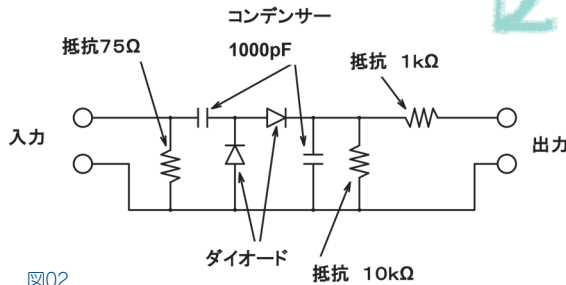 コンデンサー
抵抗75Ω
1000pF
抵抗 1kΩ
入力
出力
ダイオード
抵抗 10kΩ
図02